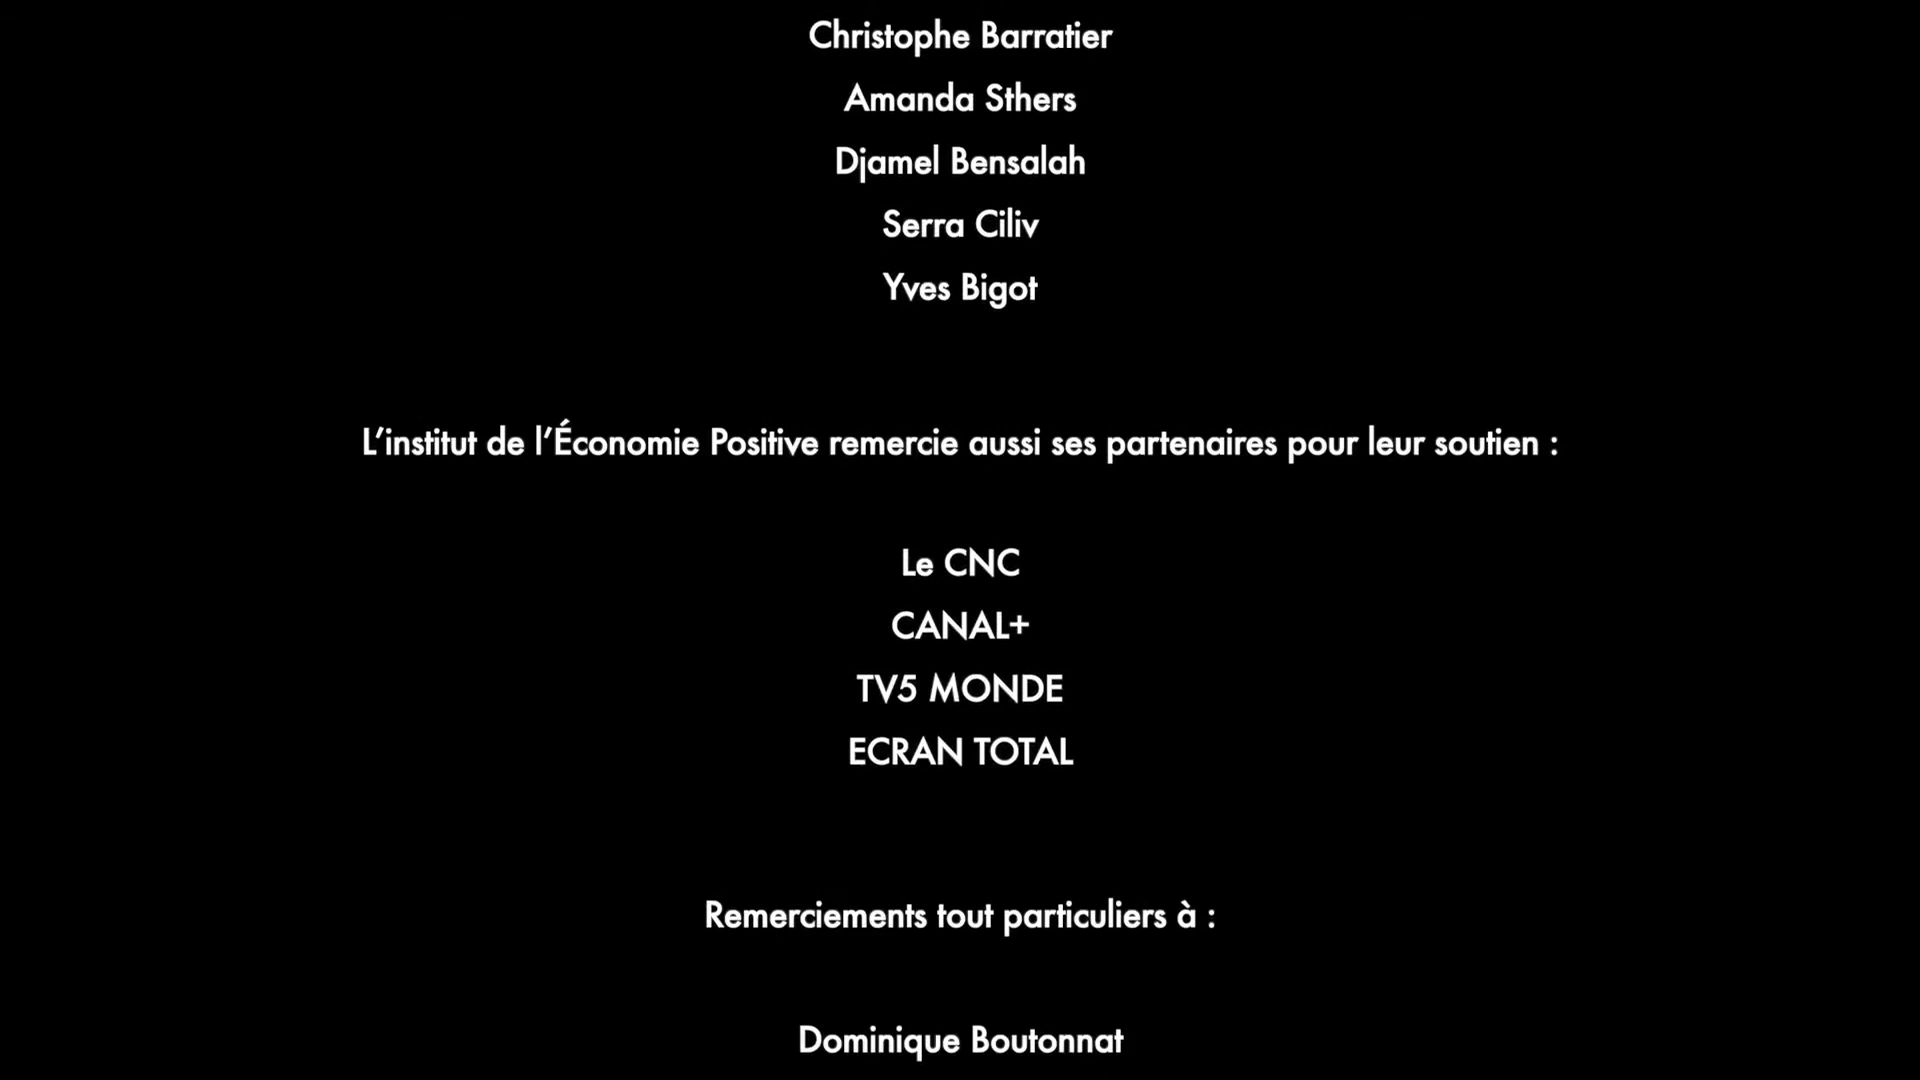 Christophe Barratier
Amanda Sthers
Djamel Bensalah
Serra Ciliv
Yves Bigot
L’institut de l’Économie Positive remercie aussi ses partenaires pour leur soutien :
Le CNC
CANAL+
TV5 MONDE
ECRAN TOTAL
Remerciements tout particuliers à :
Dominique Boutonnat